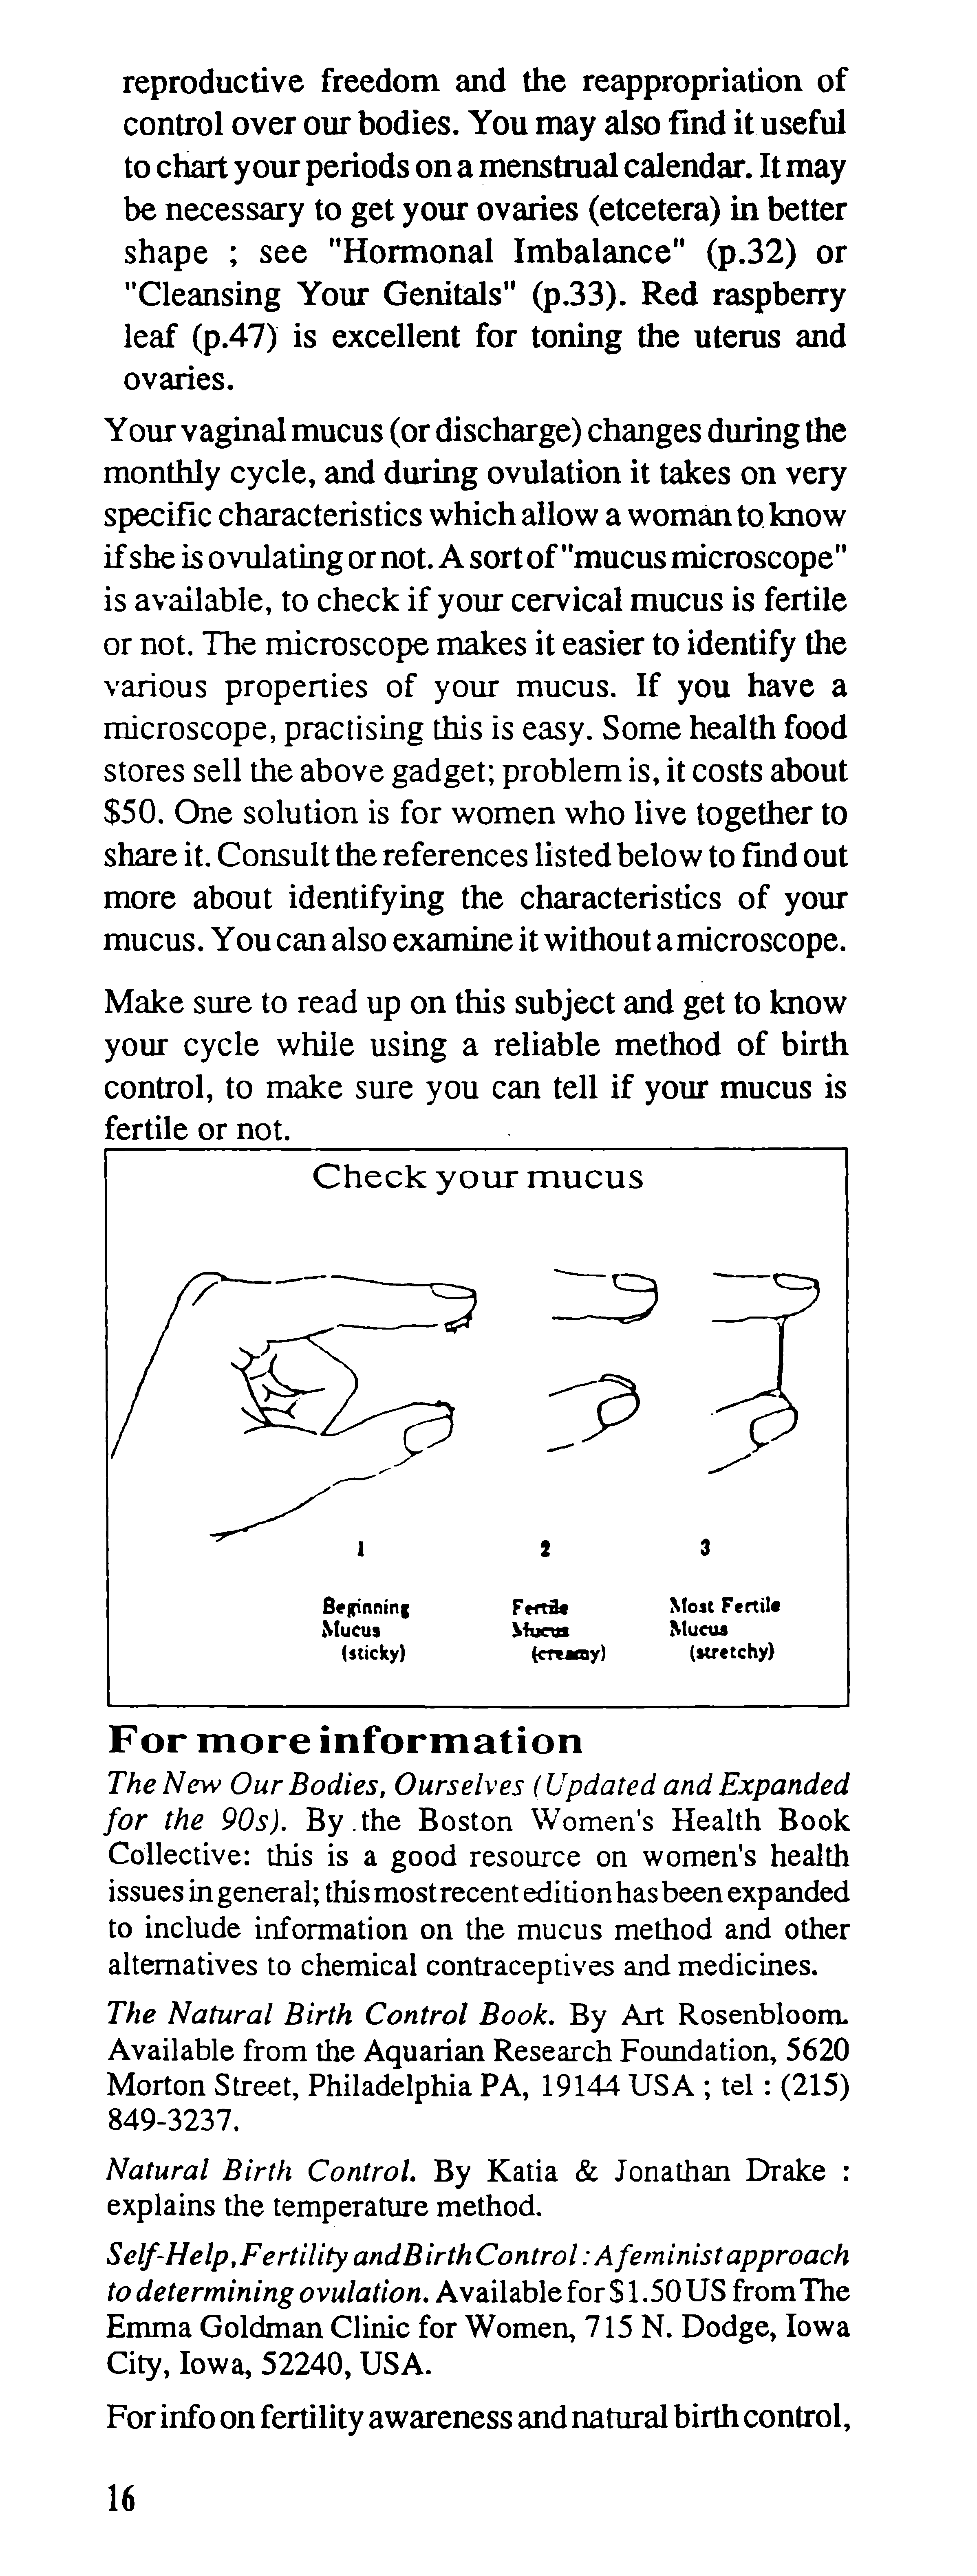 reproductive freedom and the reappropriation of
control over our bodies. You may also find it useful
to chart your periods on a menstrual calendar. It may
be necessary to get your ovaries (etcetera) in better
shape ; see "Hormonal Imbalance" (p.32) or
"Cleansing Your Genitals" (p.33). Red raspberry
leaf (p.47) is excellent for toning the uterus and
ovaries.
Your vaginal mucus (or discharge) changes during the
monthly cycle, and during ovulation it takes on very
specific characteristics which allow a woman to know
if she is ovulating or not. A sort of "mucus microscope"
is available, to check if your cervical mucus is fertile
or not. The microscope makes it easier to identify the
various properties of your mucus. If you have a
microscope, practising this is easy. Some health food
stores sell the above gadget; problem is, it costs about
$50. One solution is for women who live together to
share it. Consult the references listed below to find out
more about identifying the characteristics of your
mucus. You can also examine it without a microscope.
Make sure to read up on this subject and get to know
your cycle while using a reliable method of birth
control, to make sure you can tell if your mucus is
fertile or not.
Check your mucus
1 2 3
Beginning Fertile Most Fertile
Mucus Mucus Mucus
(sticky) (creamy) (stretchy)
For more information
The New Our Bodies, Ourselves (Updated and Expanded
for the 90s). By the Boston Women's Health Book
Collective: this is a good resource on women's health
issues in general; this most recent edition has been expanded
to include information on the mucus method and other
alternatives to chemical contraceptives and medicines.
The Natural Birth Control Book. By Art Rosenbloom.
Available from the Aquarian Research Foundation, 5620
Morton Street, Philadelphia PA, 19144 USA ; tel : (215)
849-3237.
Natural Birth Control. By Katia & Jonathan Drake :
explains the temperature method.
Self-Help, Fertility and Birth Control : A feminist approach
to determining ovulation. Available for $1.50 US from The
Emma Goldman Clinic for Women, 715 N. Dodge, Iowa
City, Iowa, 52240, USA.
For info on fertility awareness and natural birth control,
16